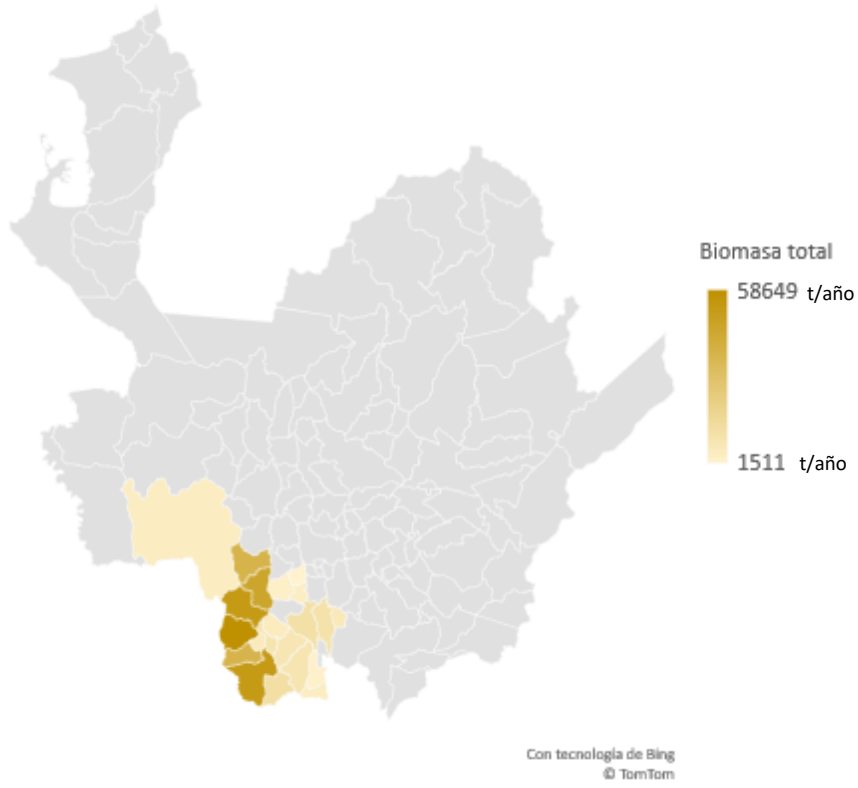 Biomasa total
58649 t/año
1511 t/año
Con tecnología de Bing
© TomTom